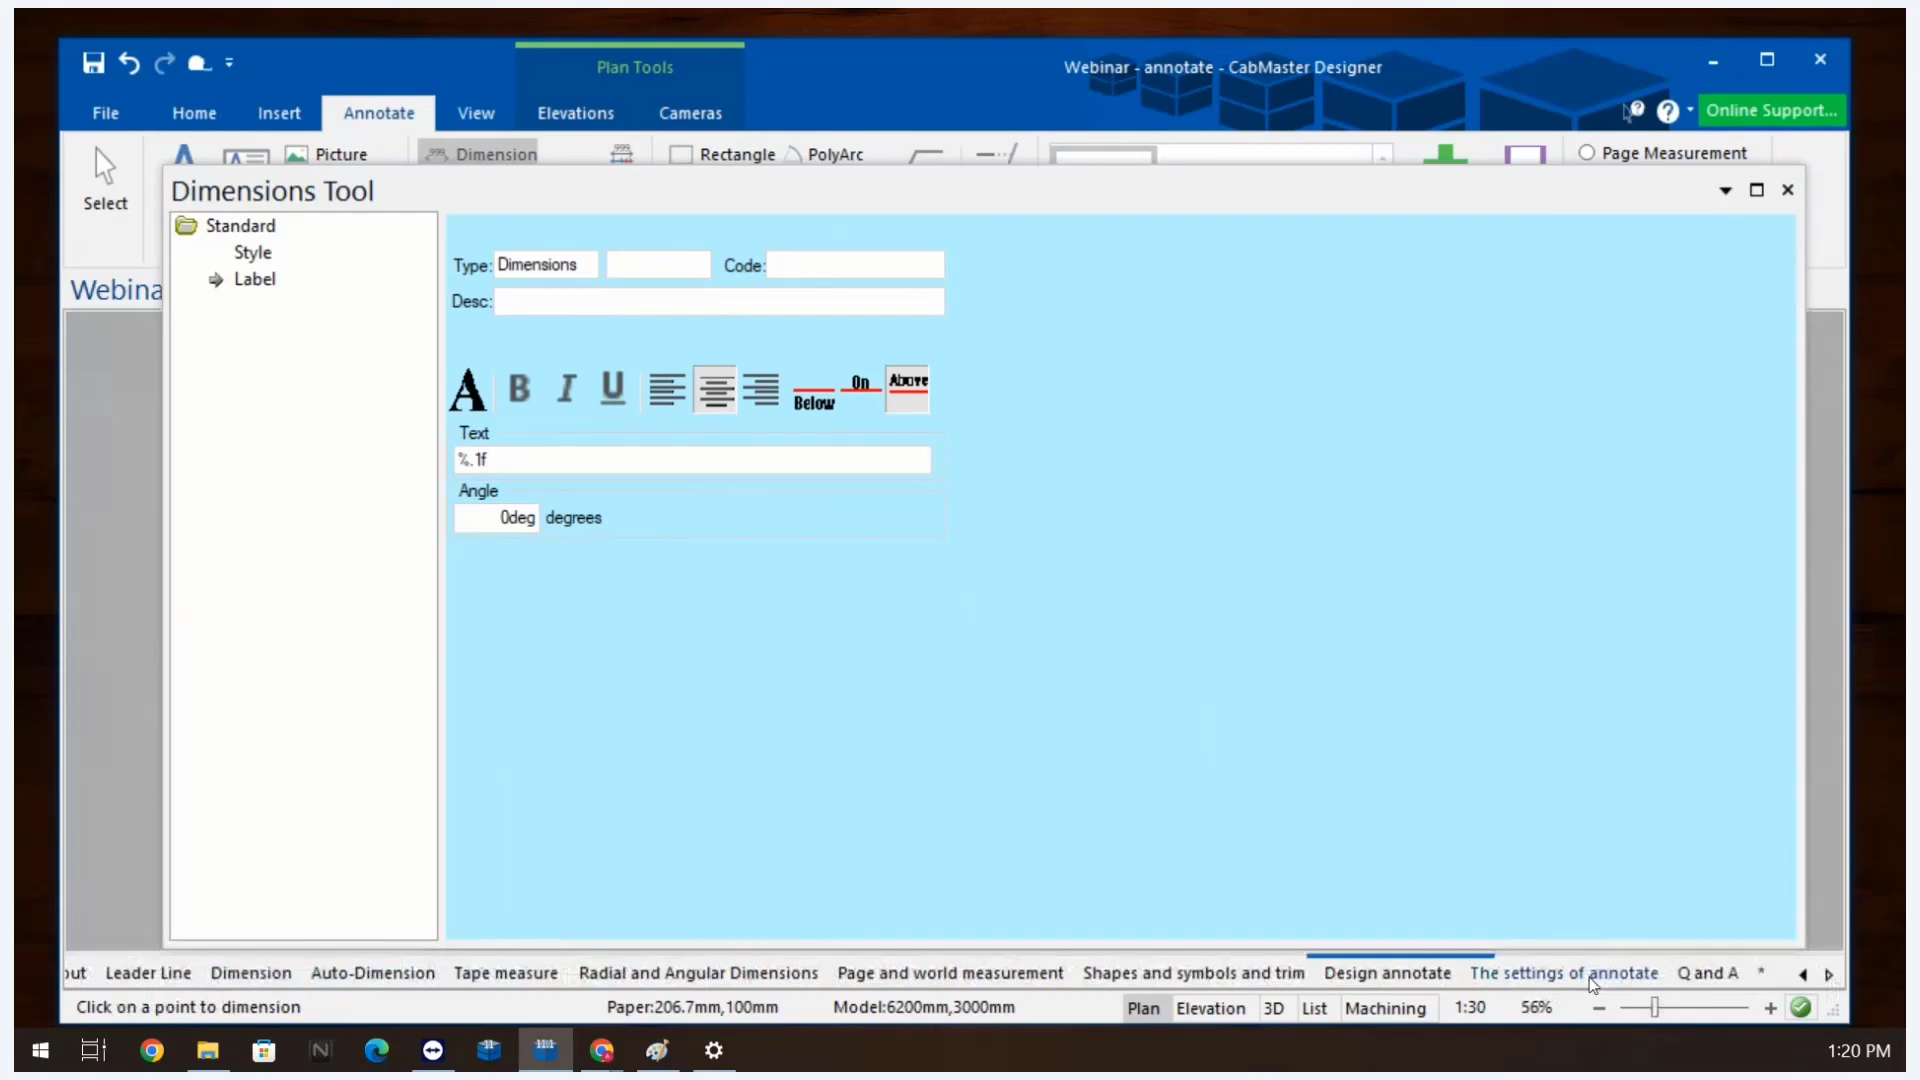 Plan Tools
Webinar - annotate - CabMaster Designer
File
Home
Insert
Annotate
View
Elevations
Cameras
Online Support...
Select
Picture
Dimension
Rectangle
PolyArc
Page Measurement
Webina
Dimensions Tool
Standard
Style
Label
Type: Dimensions
Code:
Desc:
A B I U Below On Above
Text
%.1f
Angle
0deg degrees
out
Leader Line
Dimension
Auto-Dimension
Tape measure
Radial and Angular Dimensions
Page and world measurement
Shapes and symbols and trim
Design annotate
The settings of annotate
Q and A
*
Click on a point to dimension
Paper:206.7mm,100mm
Model:6200mm,3000mm
Plan
Elevation
3D
List
Machining
1:30
56%
1:20 PM